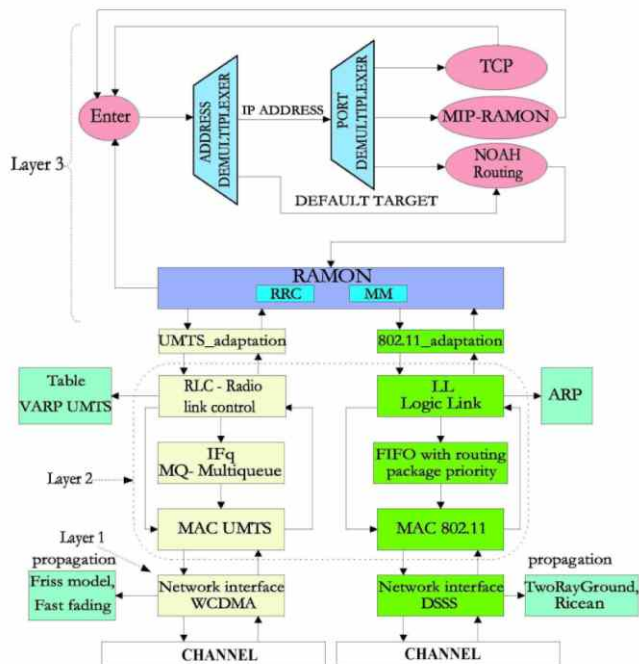 TCP
Enter
ADDRESS
DEMULTIPLEXER
IP ADDRESS
PORT
DEMULTIPLEXER
MIP-RAMON
NOAH
Routing
Layer 3
DEFAULT TARGET
RAMON
RRC
MM
UMTS_adaptation
802.11_adaptation
Table
VARP UMTS
RLC - Radio
link control
LL
Logic Link
ARP
IFq
MQ- Multiqueue
FIFO with routing
package priority
Layer 2
MAC UMTS
MAC 802.11
Layer 1
propagation
Friss model,
Fast fading
Network interface
WCDMA
Network interface
DSSS
propagation
TwoRayGround,
Ricean
CHANNEL
CHANNEL